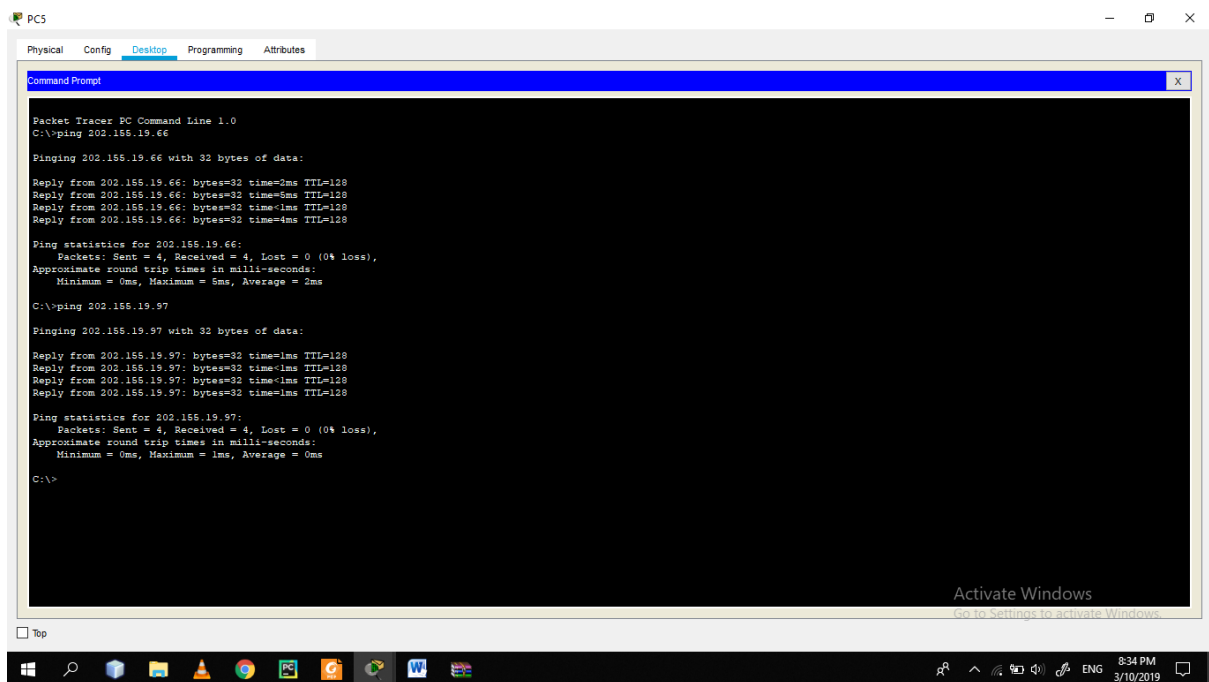 PC5
Physical Config Desktop Programming Attributes
Command Prompt
X
Packet Tracer PC Command Line 1.0
C:\>ping 202.155.19.66
Pinging 202.155.19.66 with 32 bytes of data:
Reply from 202.155.19.66: bytes=32 time=2ms TTL=128
Reply from 202.155.19.66: bytes=32 time=5ms TTL=128
Reply from 202.155.19.66: bytes=32 time<1ms TTL=128
Reply from 202.155.19.66: bytes=32 time=4ms TTL=128
Ping statistics for 202.155.19.66:
Packets: Sent = 4, Received = 4, Lost = 0 (0% loss),
Approximate round trip times in milli-seconds:
Minimum = 0ms, Maximum = 5ms, Average = 2ms
C:\>ping 202.155.19.97
Pinging 202.155.19.97 with 32 bytes of data:
Reply from 202.155.19.97: bytes=32 time=1ms TTL=128
Reply from 202.155.19.97: bytes=32 time<1ms TTL=128
Reply from 202.155.19.97: bytes=32 time<1ms TTL=128
Reply from 202.155.19.97: bytes=32 time=1ms TTL=128
Ping statistics for 202.155.19.97:
Packets: Sent = 4, Received = 4, Lost = 0 (0% loss),
Approximate round trip times in milli-seconds:
Minimum = 0ms, Maximum = 1ms, Average = 0ms
C:\>
Activate Windows
Go to Settings to activate Windows.
Top
PC
W
ENG
8:34 PM
3/10/2019